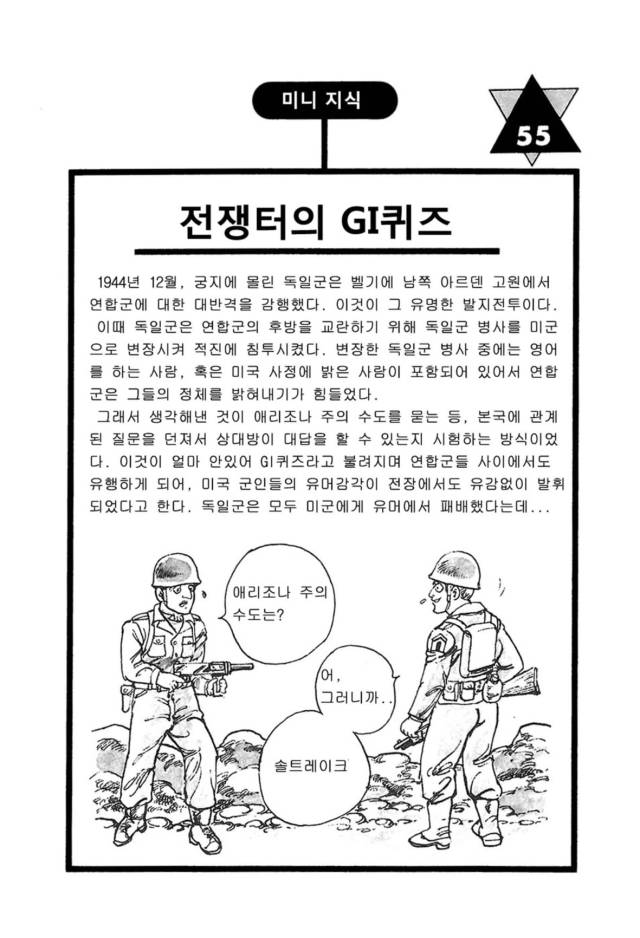 미니 지식
55
전쟁터의 GI퀴즈
1944년 12월, 궁지에 몰린 독일군은 벨기에 남쪽 아르덴 고원에서
연합군에 대한 대반격을 감행했다. 이것이 그 유명한 발지전투이다.
이때 독일군은 연합군의 후방을 교란하기 위해 독일군 병사를 미군
으로 변장시켜 적진에 침투시켰다. 변장한 독일군 병사 중에는 영어
를 하는 사람, 혹은 미국 사정에 밝은 사람이 포함되어 있어서 연합
군은 그들의 정체를 밝혀내기가 힘들었다.
그래서 생각해낸 것이 애리조나 주의 수도를 묻는 등, 본국에 관계
된 질문을 던져서 상대방이 대답을 할 수 있는지 시험하는 방식이었
다. 이것이 얼마 안있어 GI퀴즈라고 불려지며 연합군들 사이에서도
유행하게 되어, 미국 군인들의 유머감각이 전장에서도 유감없이 발휘
되었다고 한다. 독일군은 모두 미군에게 유머에서 패배했다는데...
애리조나 주의
수도는?
어,
그러니까..
솔트레이크